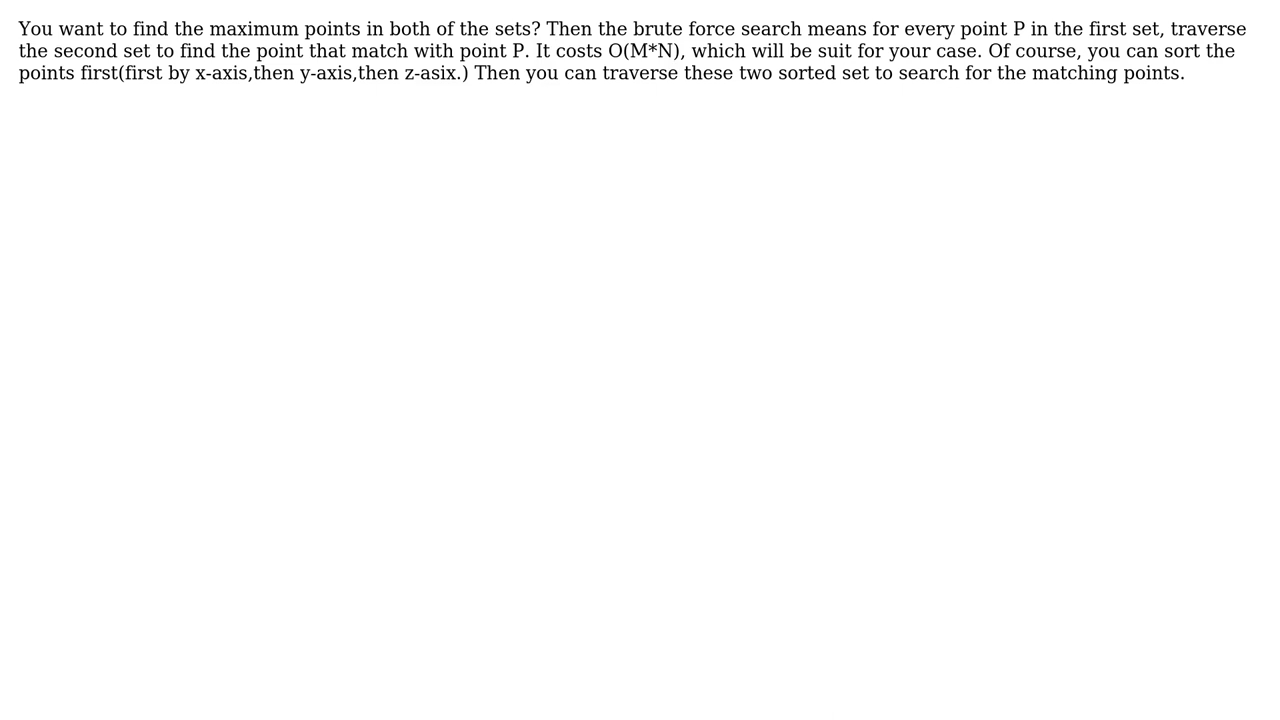 You want to find the maximum points in both of the sets? Then the brute force search means for every point P in the first set, traverse
the second set to find the point that match with point P. It costs O(M*N), which will be suit for your case. Of course, you can sort the
points first(first by x-axis,then y-axis,then z-asix.) Then you can traverse these two sorted set to search for the matching points.